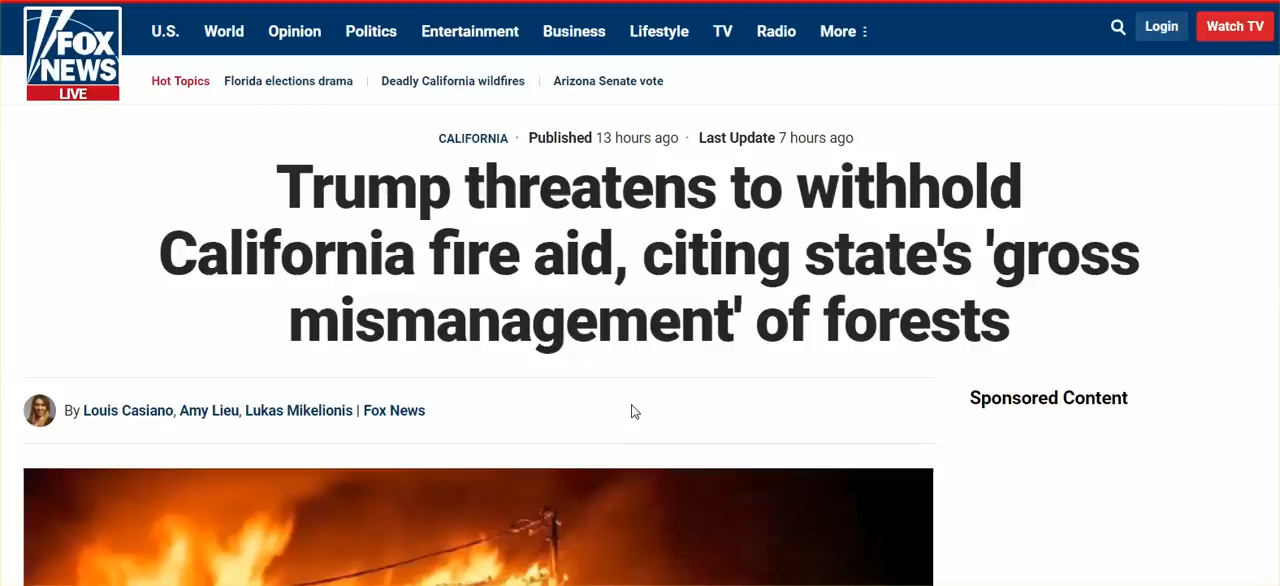 FOX
NEWS
LIVE
U.S. World Opinion Politics Entertainment Business Lifestyle TV Radio More Login Watch TV
Hot Topics Florida elections drama | Deadly California wildfires | Arizona Senate vote
CALIFORNIA · Published 13 hours ago · Last Update 7 hours ago
Trump threatens to withhold
California fire aid, citing state's 'gross
mismanagement' of forests
By Louis Casiano, Amy Lieu, Lukas Mikelionis | Fox News
Sponsored Content